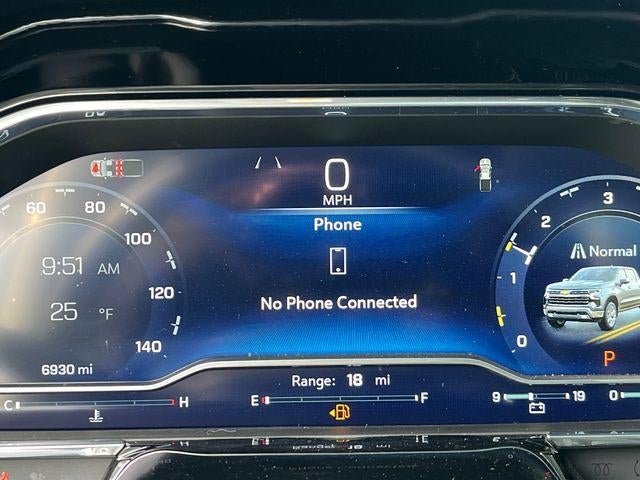 0
MPH
Phone
No Phone Connected
60 80 100 120 140
9:51 AM
25 °F
6930 mi
3
2
1
0
Normal
P
Range: 18 mi
C H
E F
9 19
0